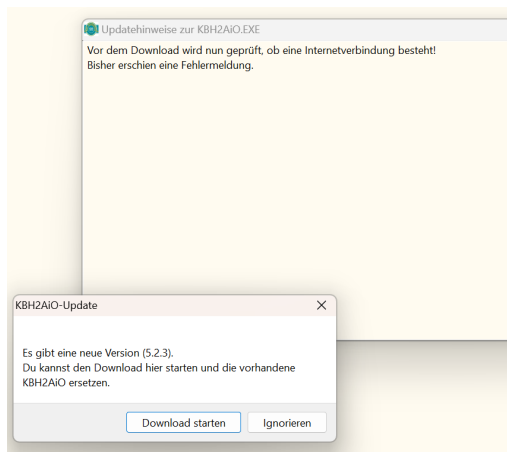 Updatehinweise zur KBH2AiO.EXE
Vor dem Download wird nun geprüft, ob eine Internetverbindung besteht!
Bisher erschien eine Fehlermeldung.
KBH2AiO-Update
Es gibt eine neue Version (5.2.3).
Du kannst den Download hier starten und die vorhandene
KBH2AiO ersetzen.
Download starten
Ignorieren